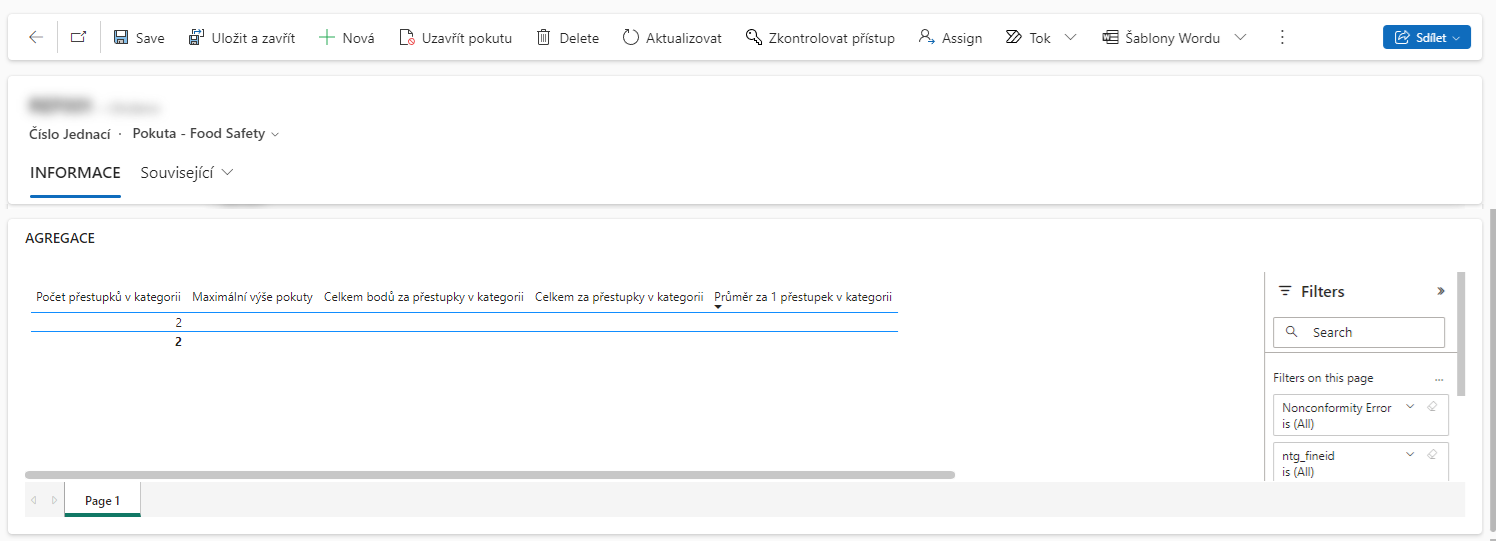 Save Uložit a zavřít Nová Uzavřít pokutu Delete Aktualizovat Zkontrolovat přístup Assign Tok Šablony Wordu Sdílet
Číslo Jednací · Pokuta - Food Safety
INFORMACE Související
AGREGACE
Počet přestupků v kategorii Maximální výše pokuty Celkem bodů za přestupky v kategorii Celkem za přestupky v kategorii Průměr za 1 přestupek v kategorii
2
2
Filters
Search
Filters on this page ...
Nonconformity Error
is (All)
ntg_fineid
is (All)
Page 1